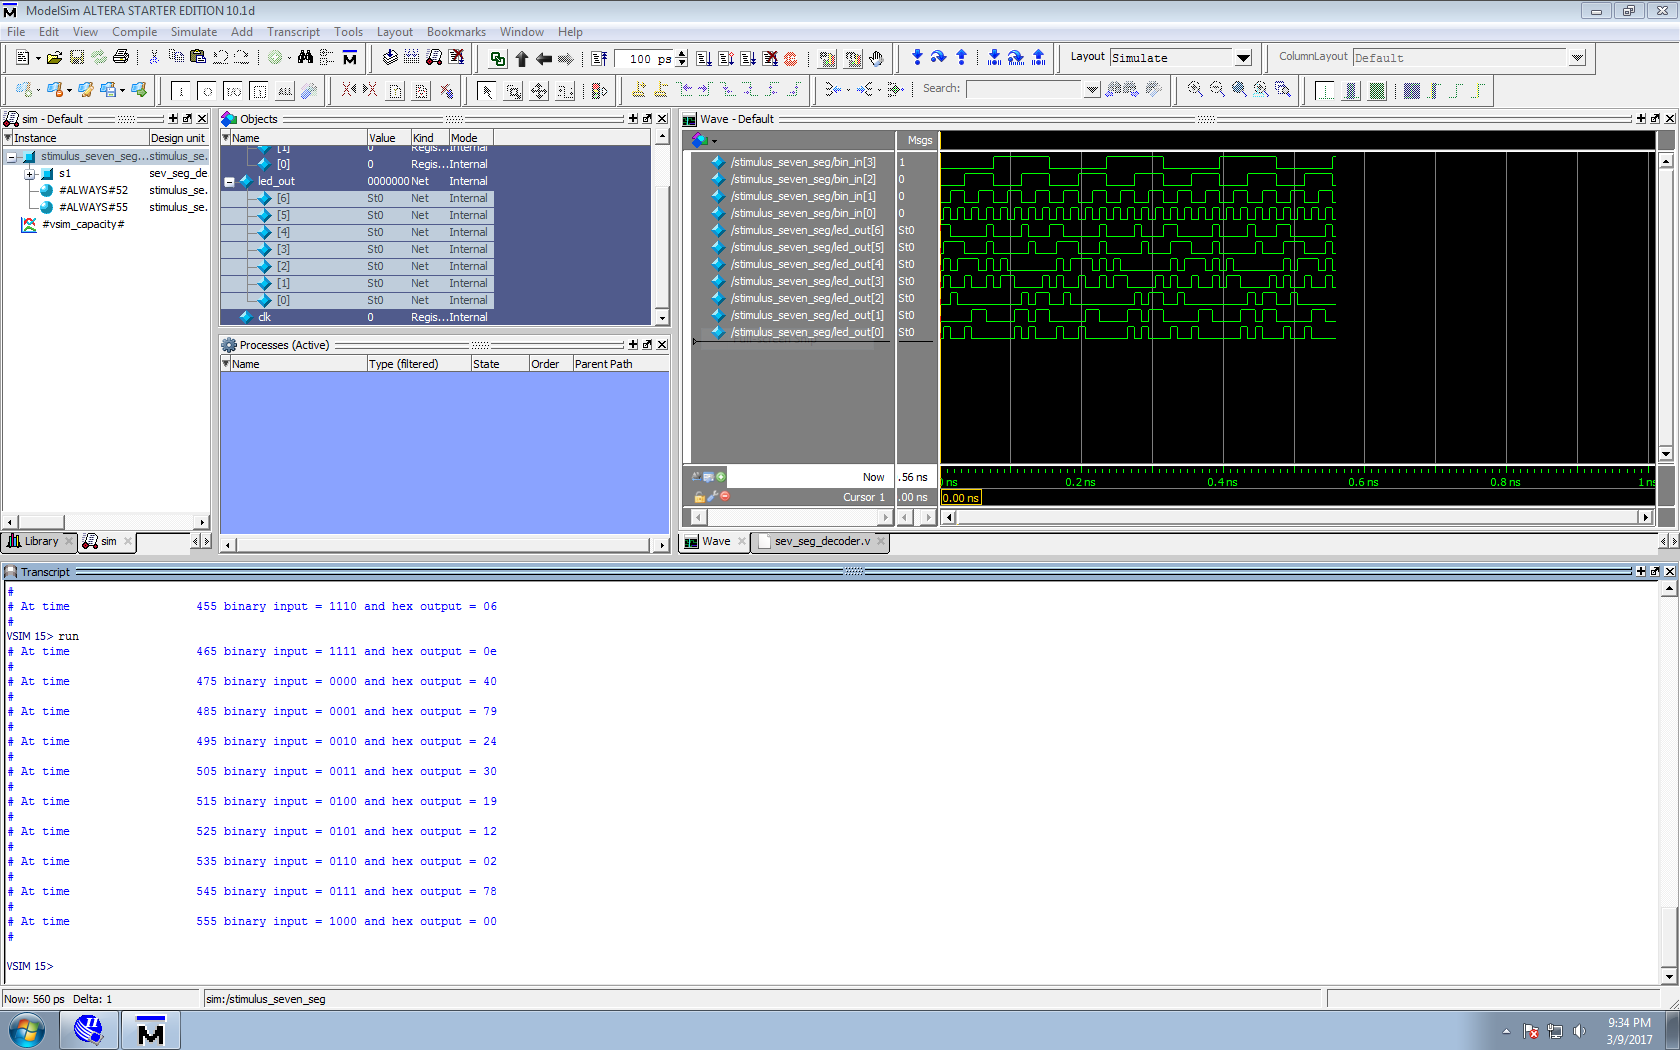 ModelSim ALTERA STARTER EDITION 10.1d
File Edit View Compile Simulate Add Transcript Tools Layout Bookmarks Window Help
100 ps
Layout Simulate
ColumnLayout Default
ALL
Search:
sim - Default
Instance Design unit
stimulus_seven_seg... stimulus_se...
s1 sev_seg_de
#ALWAYS#52 stimulus_se...
#ALWAYS#55 stimulus_se...
#vsim_capacity#
Library sim
Objects
Name Value Kind Mode
[1] 0 Regis... Internal
[0] 0 Regis... Internal
led_out 0000000 Net Internal
[6] St0 Net Internal
[5] St0 Net Internal
[4] St0 Net Internal
[3] St0 Net Internal
[2] St0 Net Internal
[1] St0 Net Internal
[0] St0 Net Internal
clk 0 Regis... Internal
Processes (Active)
Name Type (filtered) State Order Parent Path
Wave - Default
Msgs
/stimulus_seven_seg/bin_in[3] 1
/stimulus_seven_seg/bin_in[2] 0
/stimulus_seven_seg/bin_in[1] 0
/stimulus_seven_seg/bin_in[0] 0
/stimulus_seven_seg/led_out[6] St0
/stimulus_seven_seg/led_out[5] St0
/stimulus_seven_seg/led_out[4] St0
/stimulus_seven_seg/led_out[3] St0
/stimulus_seven_seg/led_out[2] St0
/stimulus_seven_seg/led_out[1] St0
/stimulus_seven_seg/led_out[0] St0
Now .56 ns
ns 0.2 ns 0.4 ns 0.6 ns 0.8 ns 1 ns
Cursor 1 .00 ns
0.00 ns
Wave sev_seg_decoder.v
Transcript
#
# At time 455 binary input = 1110 and hex output = 06
#
VSIM 15> run
# At time 465 binary input = 1111 and hex output = 0e
#
# At time 475 binary input = 0000 and hex output = 40
#
# At time 485 binary input = 0001 and hex output = 79
#
# At time 495 binary input = 0010 and hex output = 24
#
# At time 505 binary input = 0011 and hex output = 30
#
# At time 515 binary input = 0100 and hex output = 19
#
# At time 525 binary input = 0101 and hex output = 12
#
# At time 535 binary input = 0110 and hex output = 02
#
# At time 545 binary input = 0111 and hex output = 78
#
# At time 555 binary input = 1000 and hex output = 00
#
VSIM 15>
Now: 560 ps Delta: 1
sim:/stimulus_seven_seg
9:34 PM
3/9/2017